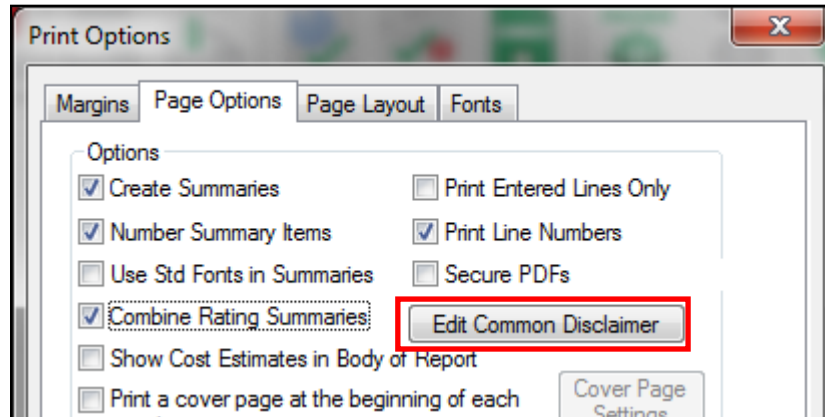 Print Options
Margins Page Options Page Layout Fonts
Options
Create Summaries Print Entered Lines Only
Number Summary Items Print Line Numbers
Use Std Fonts in Summaries Secure PDFs
Combine Rating Summaries Edit Common Disclaimer
Show Cost Estimates in Body of Report
Print a cover page at the beginning of each Cover Page
Settings